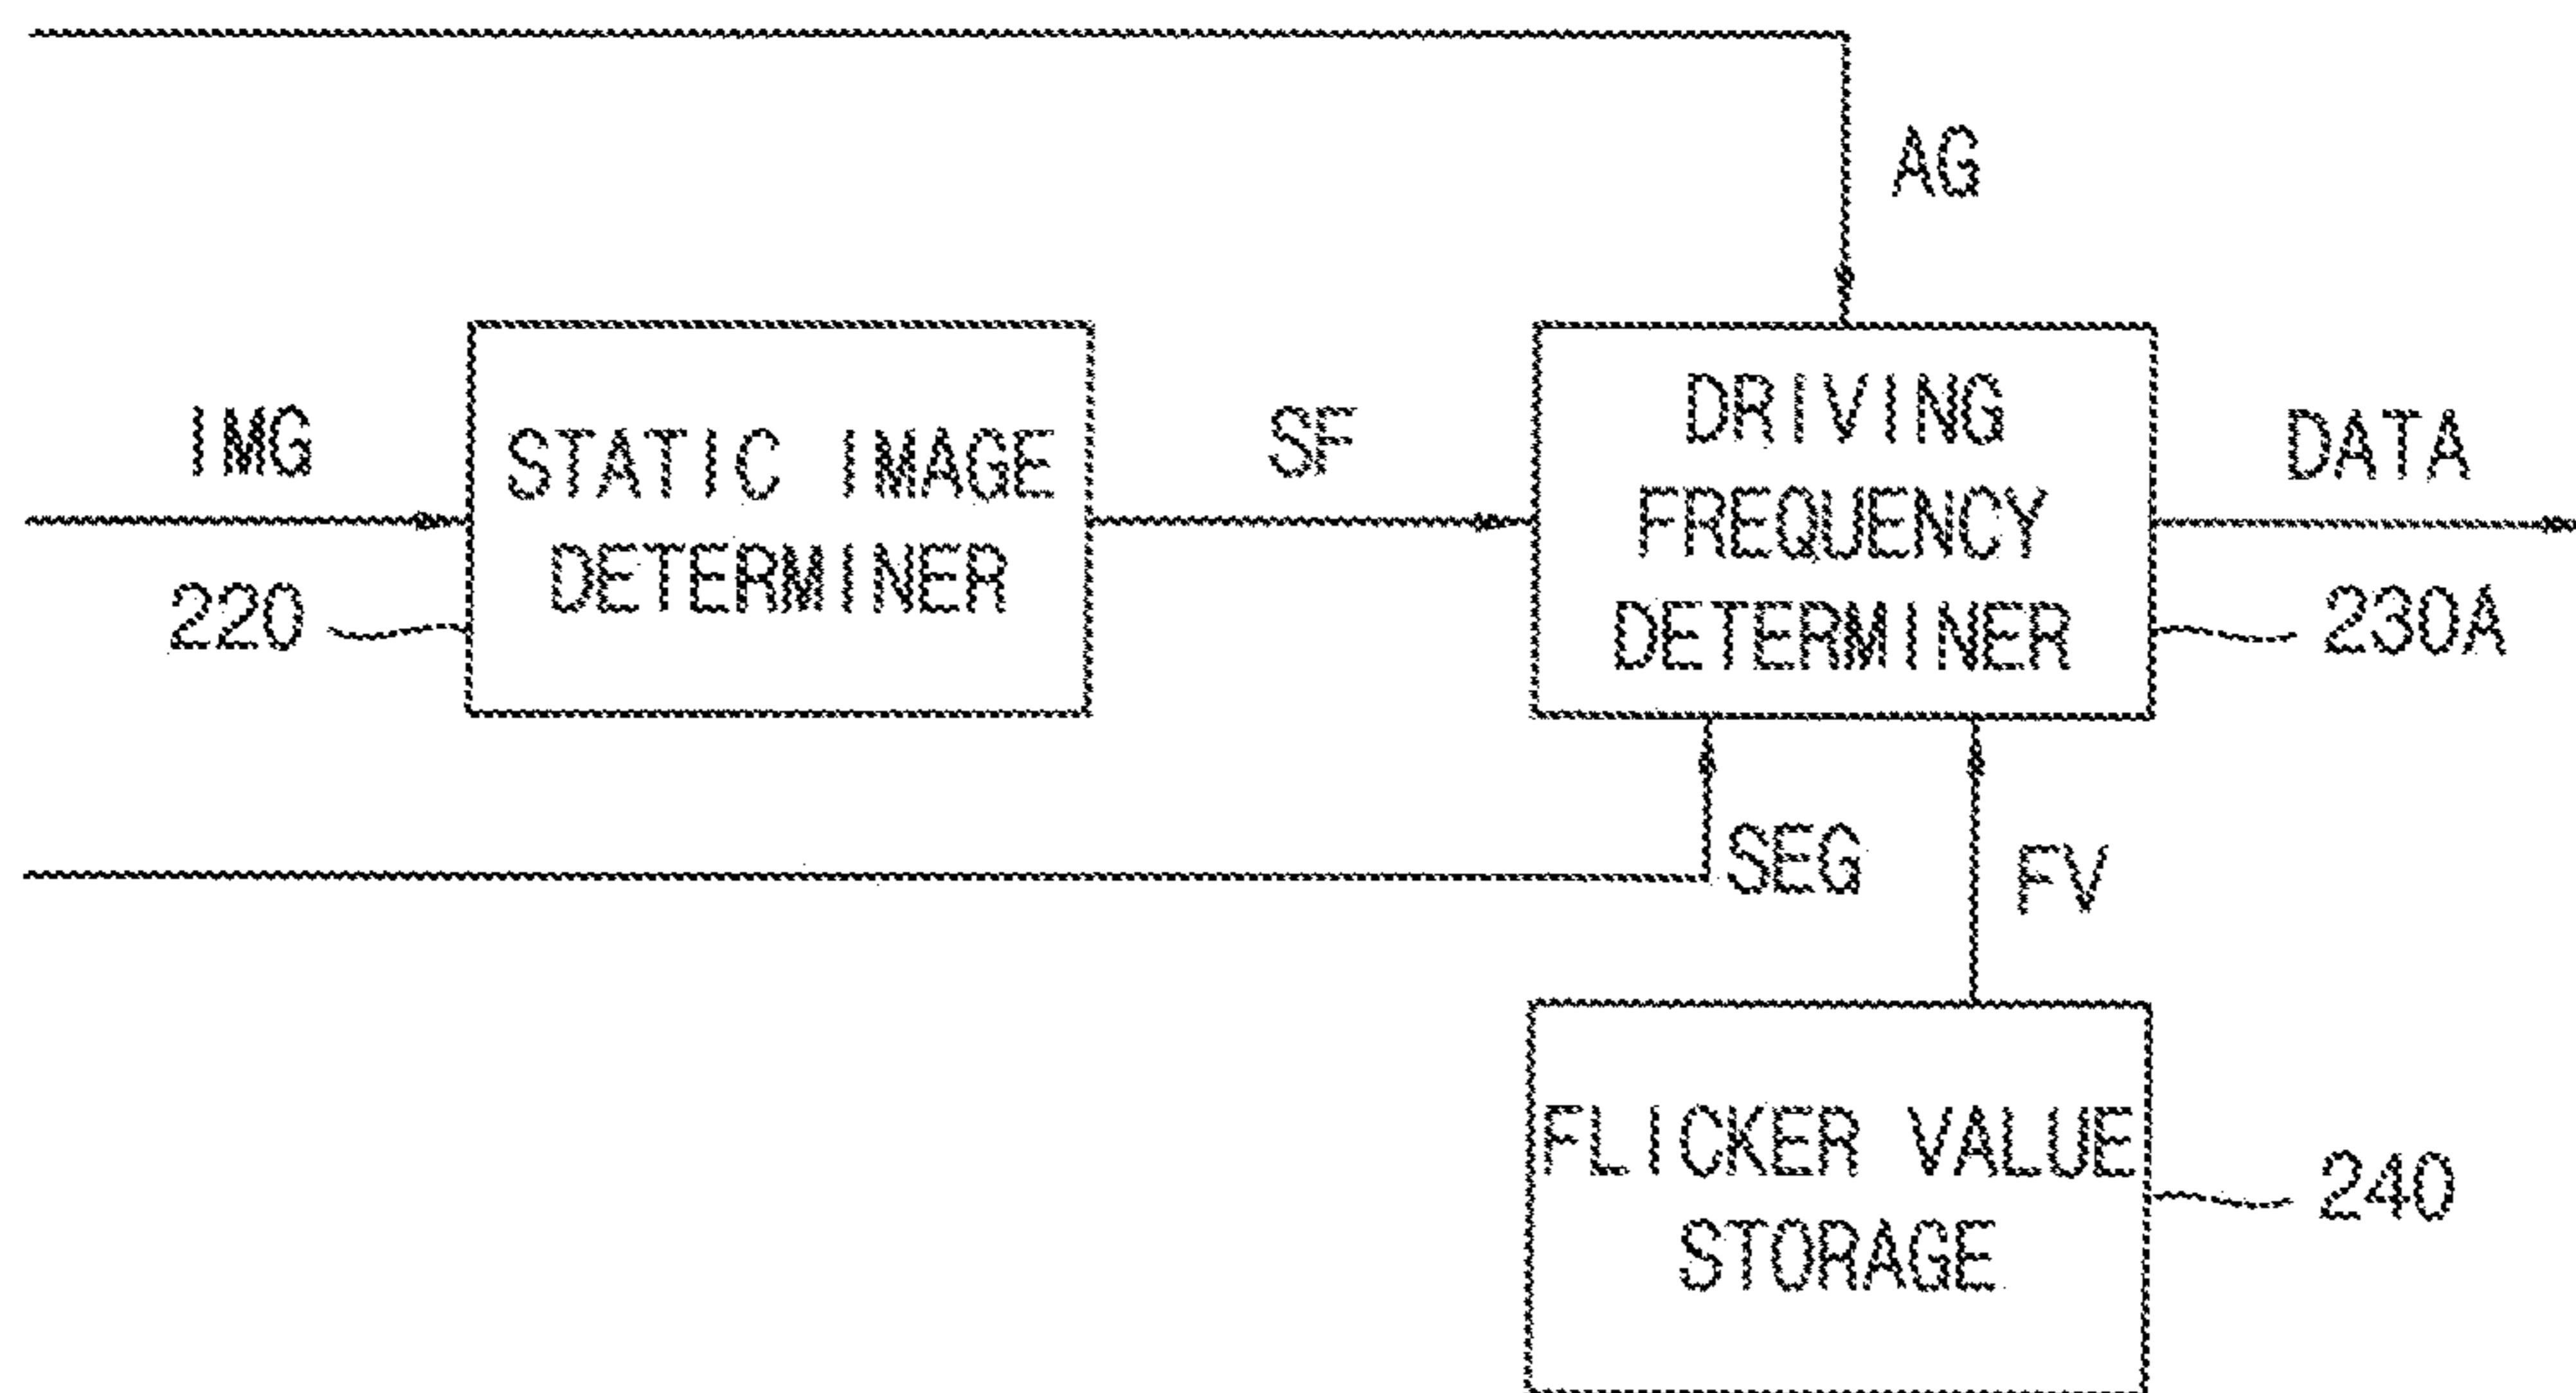 AG
IMG
STATIC IMAGE
DETERMINER
220
SF
DRIVING
FREQUENCY
DETERMINER
DATA
230A
SEG
FV
FLICKER VALUE
STORAGE
240